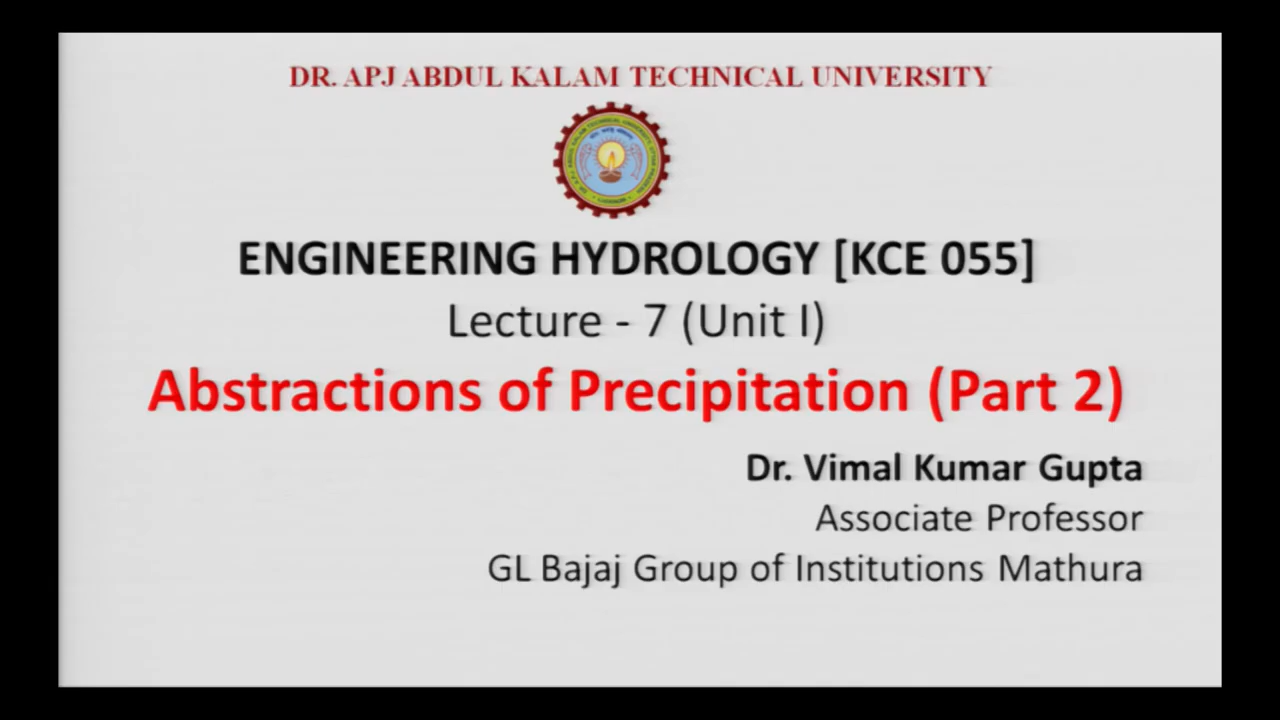 DR. APJ ABDUL KALAM TECHNICAL UNIVERSITY
ENGINEERING HYDROLOGY [KCE 055]
Lecture - 7 (Unit I)
Abstractions of Precipitation (Part 2)
Dr. Vimal Kumar Gupta
Associate Professor
GL Bajaj Group of Institutions Mathura